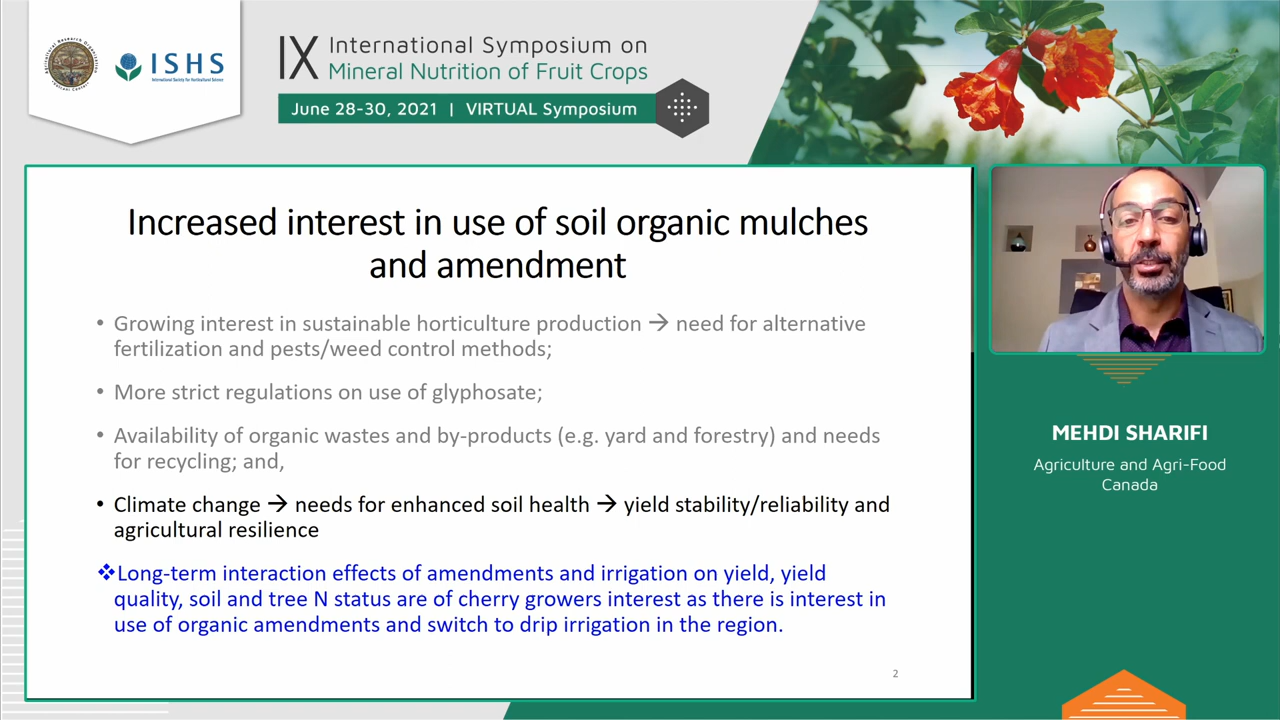 ISHS
International Society for Horticultural Science
IX International Symposium on
Mineral Nutrition of Fruit Crops
June 28-30, 2021 | VIRTUAL Symposium
Increased interest in use of soil organic mulches
and amendment
• Growing interest in sustainable horticulture production → need for alternative
fertilization and pests/weed control methods;
• More strict regulations on use of glyphosate;
• Availability of organic wastes and by-products (e.g. yard and forestry) and needs
for recycling; and,
• Climate change → needs for enhanced soil health → yield stability/reliability and
agricultural resilience
❖Long-term interaction effects of amendments and irrigation on yield, yield
quality, soil and tree N status are of cherry growers interest as there is interest in
use of organic amendments and switch to drip irrigation in the region.
2
MEHDI SHARIFI
Agriculture and Agri-Food
Canada